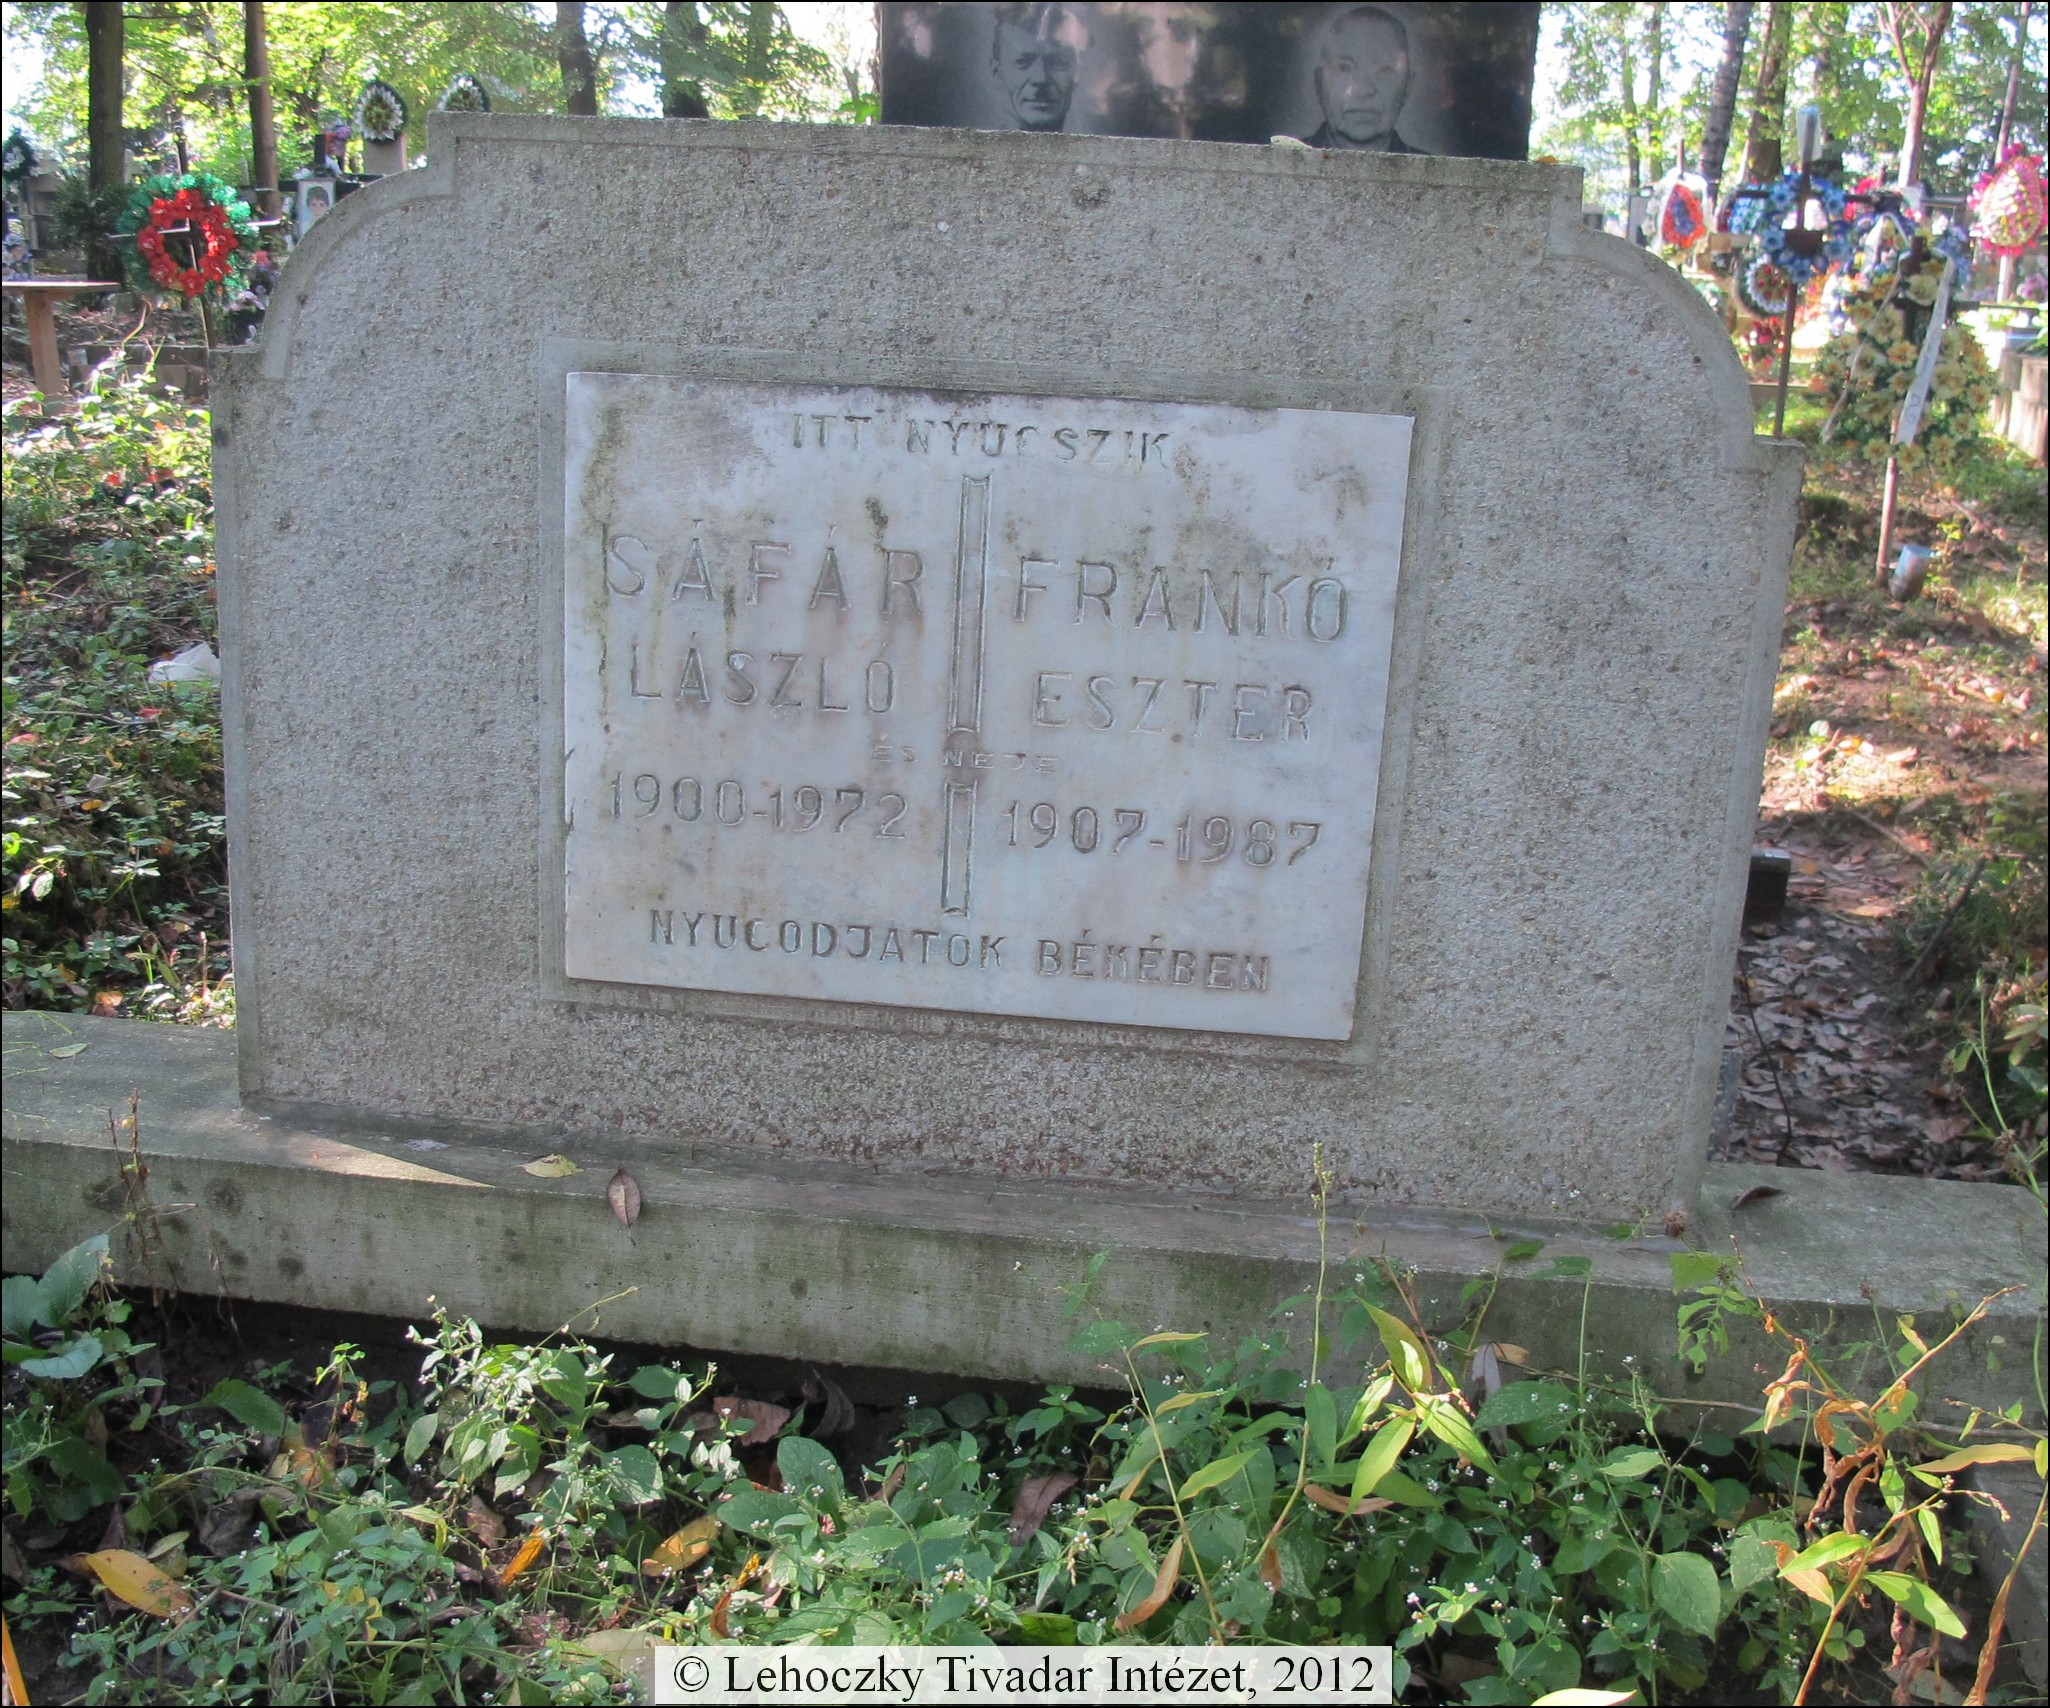 ITT NYUGSZIK
SÁFÁR
LÁSZLÓ
1900-1972
ÉS NEJE
FRANKÓ
ESZTER
1907-1987
NYUGODJATOK BÉKÉBEN
© Lehoczky Tivadar Intézet, 2012